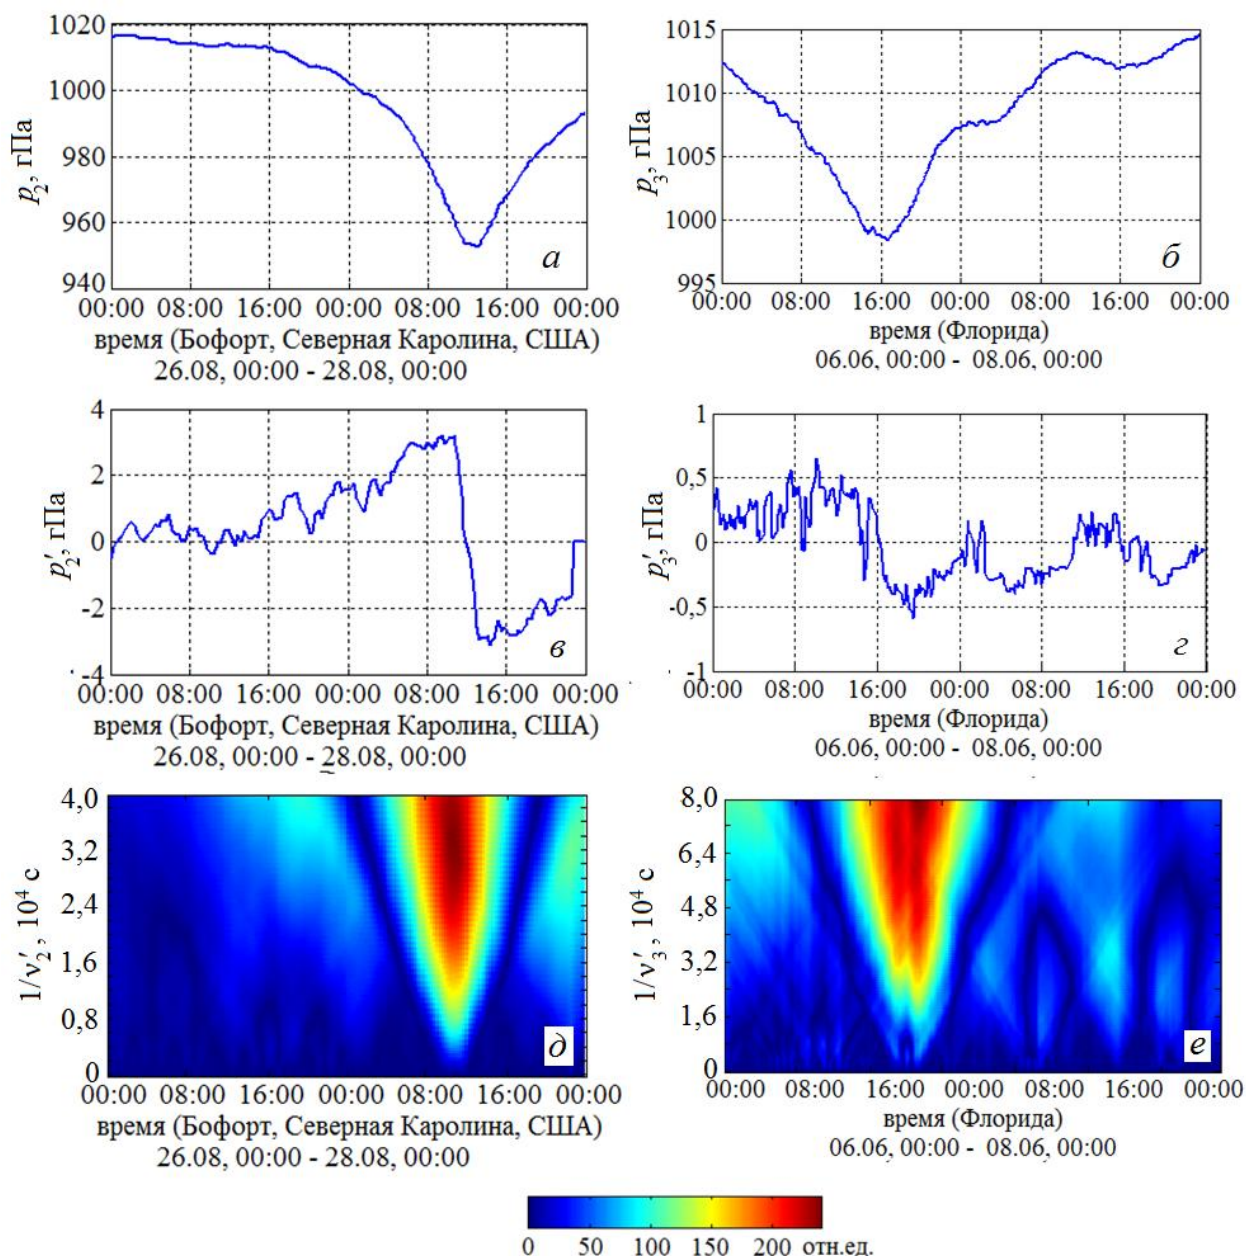 1020
1000
980
960
940
p₂, гПа
а
00:00 08:00 16:00 00:00 08:00 16:00 00:00
время (Бофорт, Северная Каролина, США)
26.08, 00:00 - 28.08, 00:00
1015
1010
1005
1000
995
p₃, гПа
б
00:00 08:00 16:00 00:00 08:00 16:00 00:00
время (Флорида)
06.06, 00:00 - 08.06, 00:00
4
2
0
-2
-4
p₂′, гПа
в
00:00 08:00 16:00 00:00 08:00 16:00 00:00
время (Бофорт, Северная Каролина, США)
26.08, 00:00 - 28.08, 00:00
1
0,5
0
-0,5
-1
p₃′, гПа
г
00:00 08:00 16:00 00:00 08:00 16:00 00:00
время (Флорида)
06.06, 00:00 - 08.06, 00:00
4,0
3,2
2,4
1,6
0,8
0
1/ν₂′, 10⁴ с
д
00:00 08:00 16:00 00:00 08:00 16:00 00:00
время (Бофорт, Северная Каролина, США)
26.08, 00:00 - 28.08, 00:00
8,0
6,4
4,8
3,2
1,6
0
1/ν₃′, 10⁴ с
е
00:00 08:00 16:00 00:00 08:00 16:00 00:00
время (Флорида)
06.06, 00:00 - 08.06, 00:00
0 50 100 150 200 отн.ед.